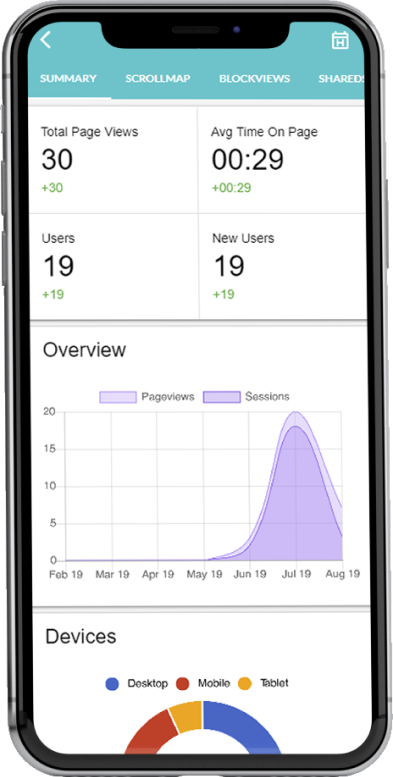 SUMMARY SCROLLMAP BLOCKVIEWS SHAREDS
Total Page Views Avg Time On Page
30 00:29
+30 +00:29
Users New Users
19 19
+19 +19
Overview
Pageviews Sessions
20
15
10
5
0
Feb 19 Mar 19 Apr 19 May 19 Jun 19 Jul 19 Aug 19
Devices
Desktop Mobile Tablet